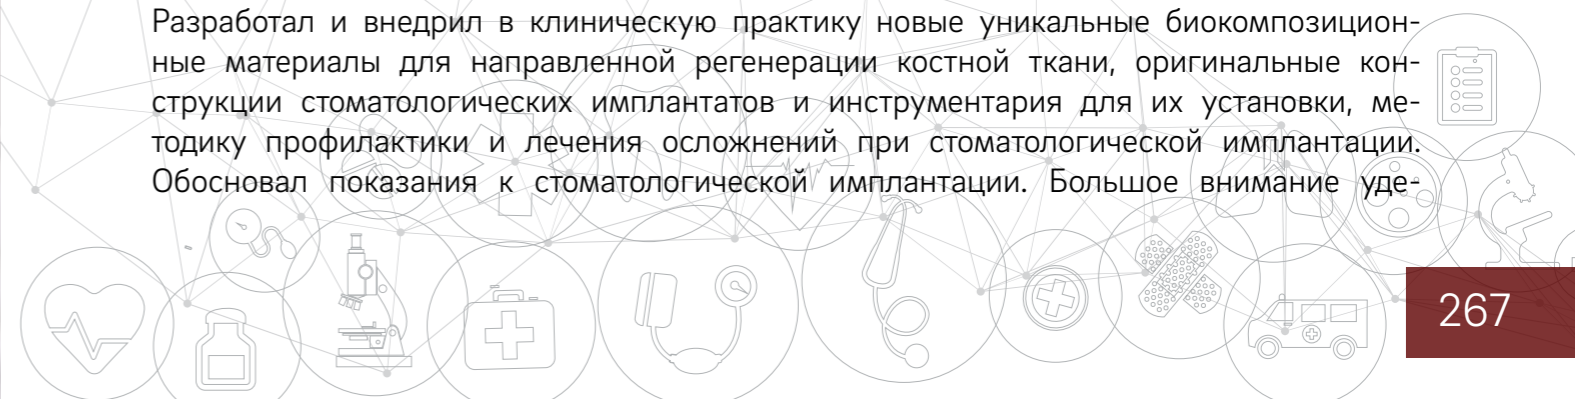 Разработал и внедрил в клиническую практику новые уникальные биокомпозицион-
ные материалы для направленной регенерации костной ткани, оригинальные кон-
струкции стоматологических имплантатов и инструментария для их установки, ме-
тодику профилактики и лечения осложнений при стоматологической имплантации.
Обосновал показания к стоматологической имплантации. Большое внимание уде-
267